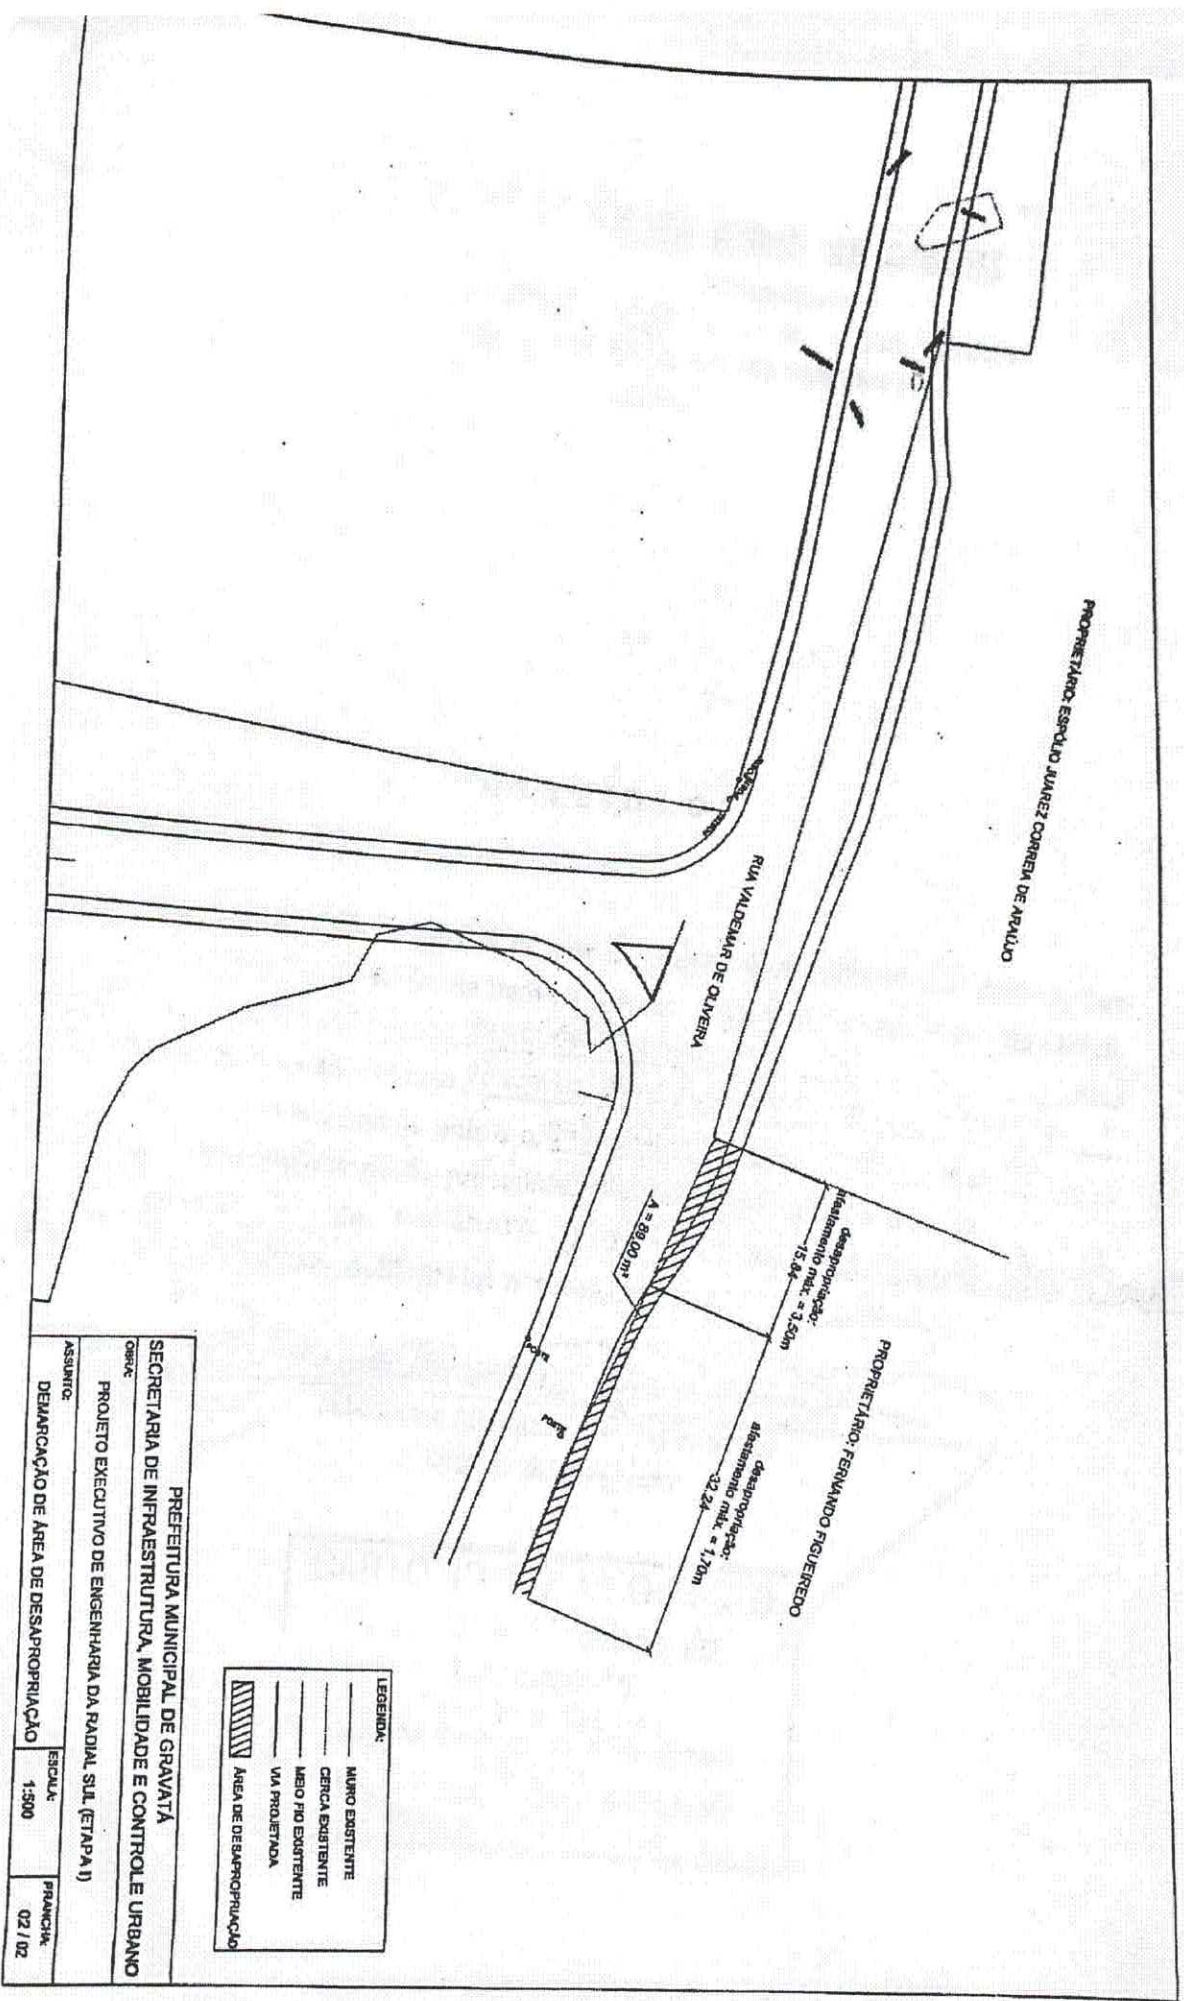 PROPRIETÁRIO: ESPÓLIO JUAREZ CORREIA DE ARAÚJO
RUA VALDEMAR DE OLIVEIRA
desapropriação:
afastamento máx. = 3,50m
15.84
PROPRIETÁRIO: FERNANDO FIGUEIREDO
desapropriação:
afastamento máx. = 1,70m
32.24
A = 89,00 m²
POSTE
POSTE
LEGENDA:
MURO EXISTENTE
CERCA EXISTENTE
MEIO FIO EXISTENTE
VIA PROJETADA
ÁREA DE DESAPROPRIAÇÃO
PREFEITURA MUNICIPAL DE GRAVATÁ
SECRETARIA DE INFRAESTRUTURA, MOBILIDADE E CONTROLE URBANO
OBRA:
PROJETO EXECUTIVO DE ENGENHARIA DA RADIAL SUL (ETAPA I)
ASSUNTO:
DEMARCAÇÃO DE ÁREA DE DESAPROPRIAÇÃO
ESCALA:
1:500
PRANCHA:
02 / 02